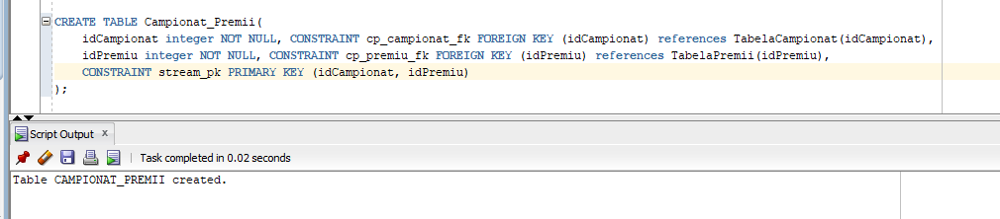 CREATE TABLE Campionat_Premii(
idCampionat integer NOT NULL, CONSTRAINT cp_campionat_fk FOREIGN KEY (idCampionat) references TabelaCampionat(idCampionat),
idPremiu integer NOT NULL, CONSTRAINT cp_premiu_fk FOREIGN KEY (idPremiu) references TabelaPremii(idPremiu),
CONSTRAINT stream_pk PRIMARY KEY (idCampionat, idPremiu)
);
Script Output x
Task completed in 0.02 seconds
Table CAMPIONAT_PREMII created.